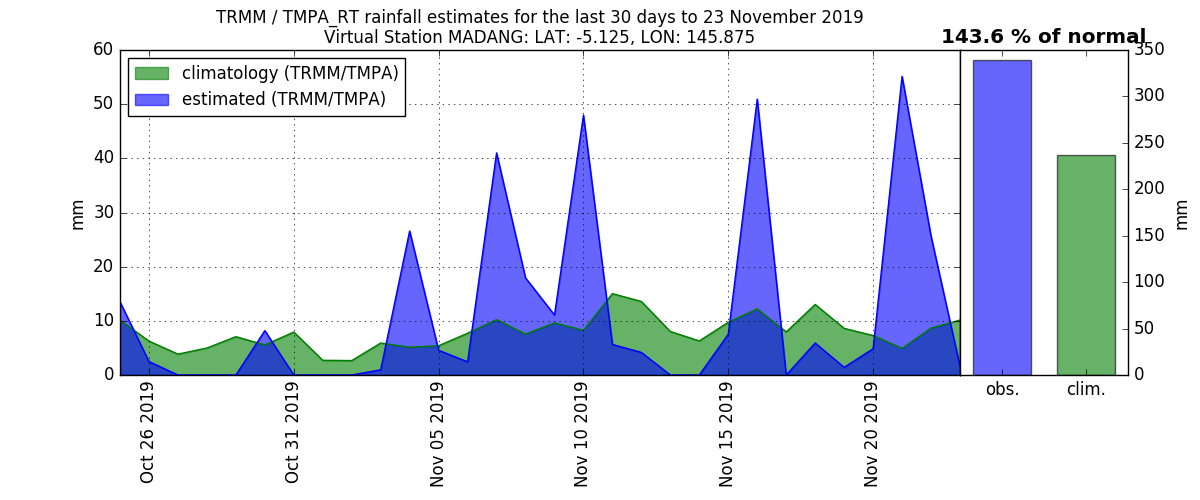 TRMM / TMPA_RT rainfall estimates for the last 30 days to 23 November 2019
Virtual Station MADANG: LAT: -5.125, LON: 145.875
143.6 % of normal
climatology (TRMM/TMPA)
estimated (TRMM/TMPA)
60
50
40
30
20
10
0
mm
Oct 26 2019
Oct 31 2019
Nov 05 2019
Nov 10 2019
Nov 15 2019
Nov 20 2019
350
300
250
200
150
100
50
0
mm
obs.
clim.